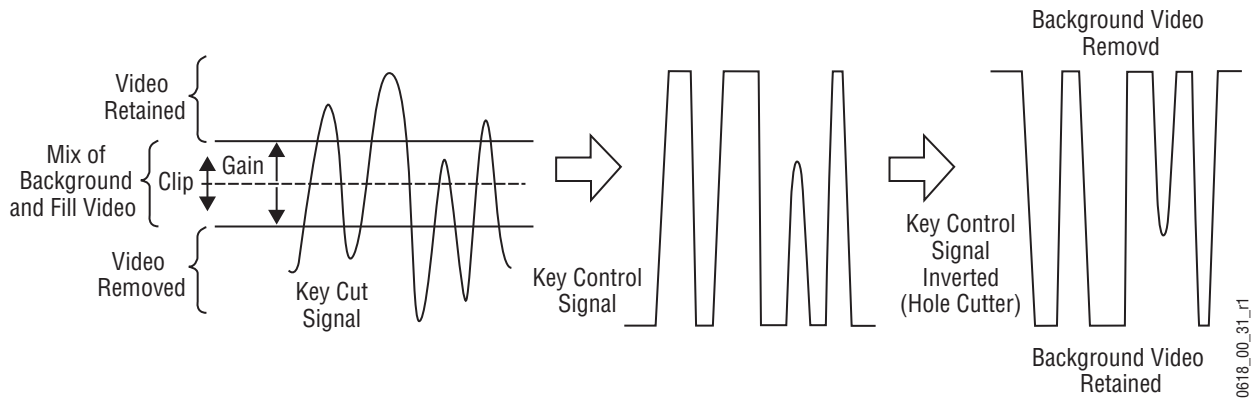 Video
Retained
Mix of
Background
and Fill Video
Clip
Gain
Video
Removed
Key Cut
Signal
Key Control
Signal
Key Control
Signal
Inverted
(Hole Cutter)
Background Video
Removd
Background Video
Retained
0618_00_31_r1